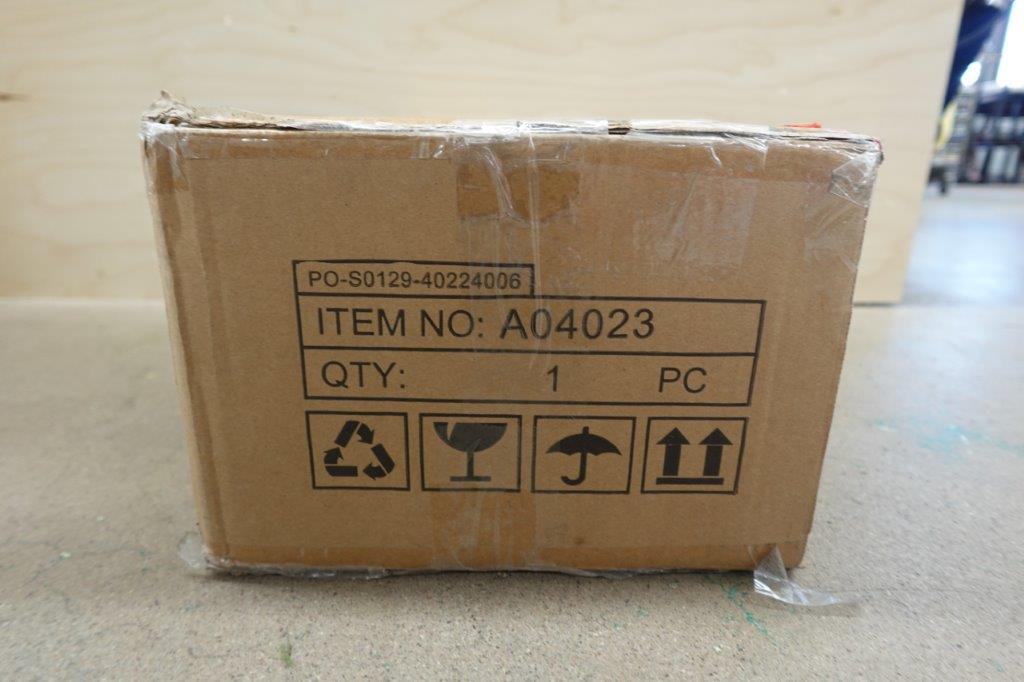 PO-S0129-40224006
ITEM NO: A04023
QTY: 1 PC